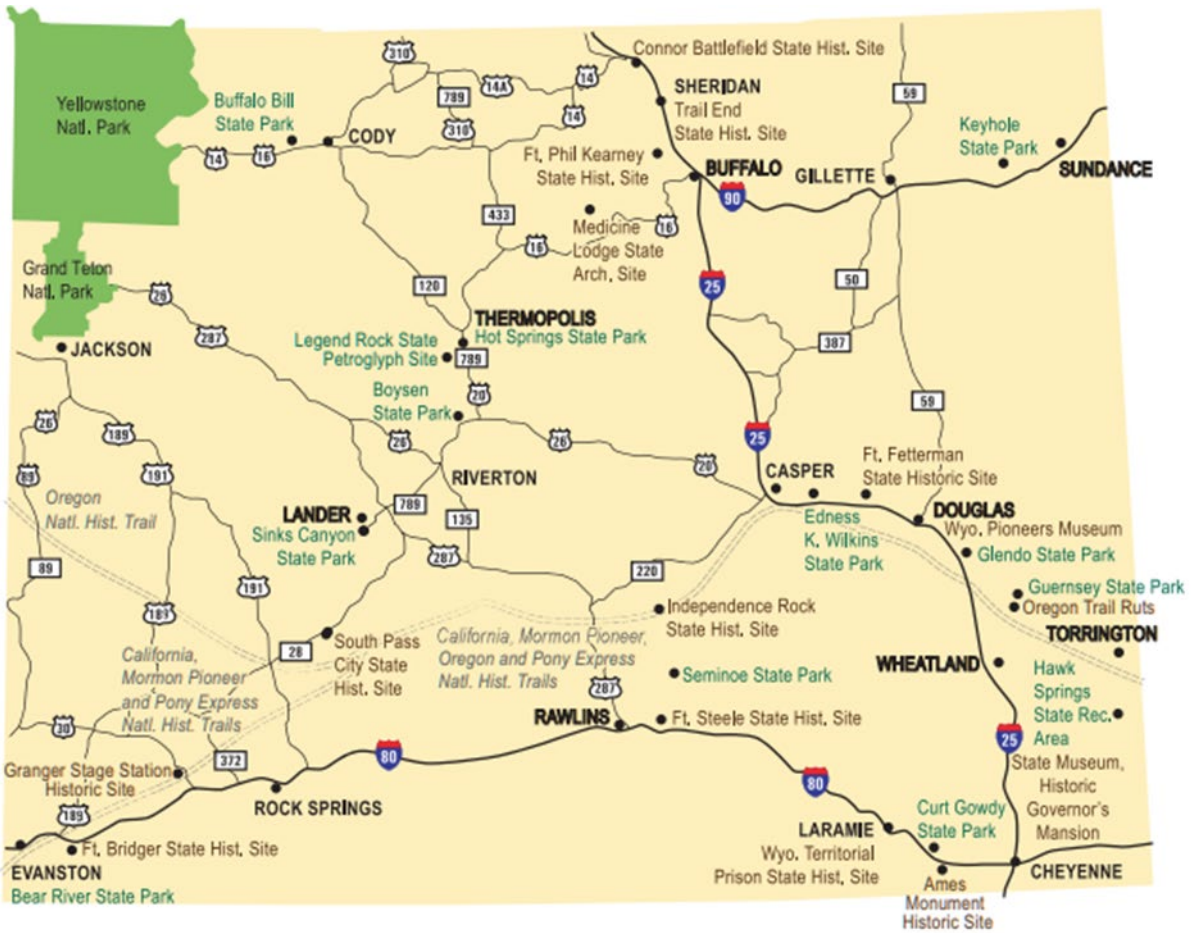 310
Connor Battlefield State Hist. Site
14
14A
SHERIDAN
Trail End
State Hist. Site
59
Yellowstone
Natl. Park
Buffalo Bill
State Park
789
310
14
Keyhole
State Park
CODY
14
16
Ft. Phil Kearney
State Hist. Site
BUFFALO
GILLETTE
SUNDANCE
90
433
16
Medicine
Lodge State
Arch. Site
16
Grand Teton
Natl. Park
26
120
25
50
THERMOPOLIS
Hot Springs State Park
287
Legend Rock State
Petroglyph Site
789
387
JACKSON
Boysen
State Park
20
59
26
189
26
26
25
20
CASPER
Ft. Fetterman
State Historic Site
89
191
RIVERTON
Oregon
Natl. Hist. Trail
LANDER
Sinks Canyon
State Park
789
135
DOUGLAS
Wyo. Pioneers Museum
Edness
K. Wilkins
State Park
Glendo State Park
287
89
220
191
Guernsey State Park
Oregon Trail Ruts
189
Independence Rock
State Hist. Site
TORRINGTON
28
South Pass
City State
Hist. Site
California, Mormon Pioneer,
Oregon and Pony Express
Natl. Hist. Trails
California,
Mormon Pioneer
and Pony Express
Natl. Hist. Trails
WHEATLAND
Hawk
Springs
State Rec.
Area
Seminoe State Park
287
30
RAWLINS
Ft. Steele State Hist. Site
25
80
372
Granger Stage Station
Historic Site
State Museum,
Historic
Governor's
Mansion
80
ROCK SPRINGS
189
Curt Gowdy
State Park
LARAMIE
Wyo. Territorial
Prison State Hist. Site
Ft. Bridger State Hist. Site
EVANSTON
Bear River State Park
CHEYENNE
Ames
Monument
Historic Site